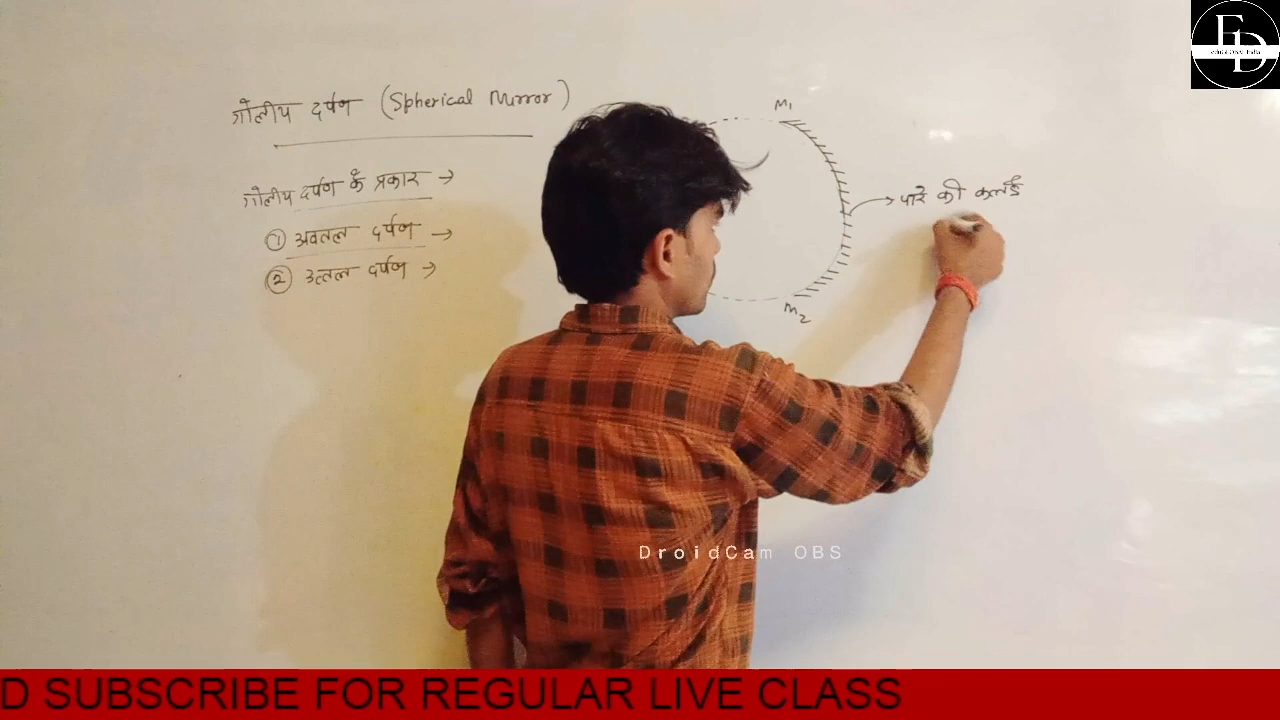 गोलीय दर्पण (Spherical Mirror)
गोलीय दर्पण के प्रकार →
① अवतल दर्पण →
② उत्तल दर्पण →
M1
→ पारे की कलई
M2
DroidCam OBS
ED
D SUBSCRIBE FOR REGULAR LIVE CLASS